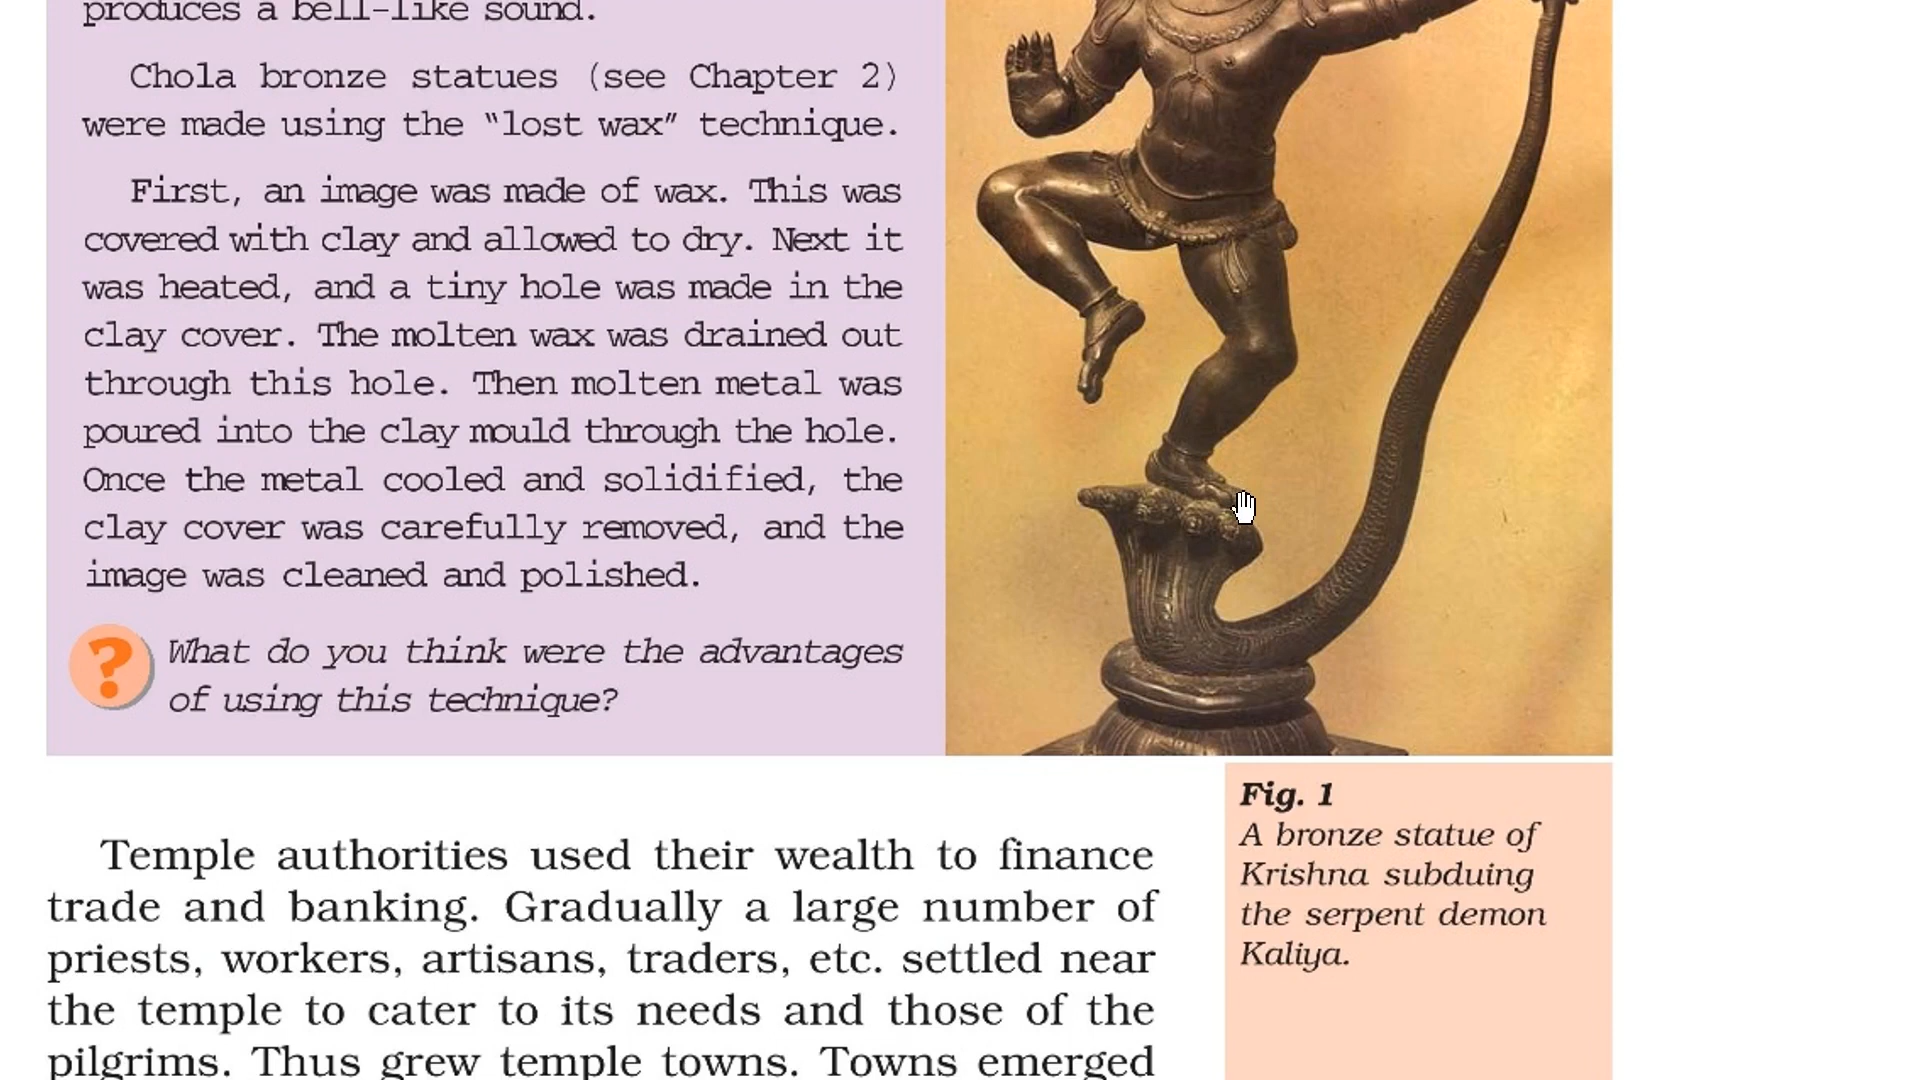 produces a bell-like sound.
Chola bronze statues (see Chapter 2)
were made using the "lost wax" technique.
First, an image was made of wax. This was
covered with clay and allowed to dry. Next it
was heated, and a tiny hole was made in the
clay cover. The molten wax was drained out
through this hole. Then molten metal was
poured into the clay mould through the hole.
Once the metal cooled and solidified, the
clay cover was carefully removed, and the
image was cleaned and polished.
?
What do you think were the advantages
of using this technique?
Fig. 1
A bronze statue of
Krishna subduing
the serpent demon
Kaliya.
Temple authorities used their wealth to finance
trade and banking. Gradually a large number of
priests, workers, artisans, traders, etc. settled near
the temple to cater to its needs and those of the
pilgrims. Thus grew temple towns. Towns emerged